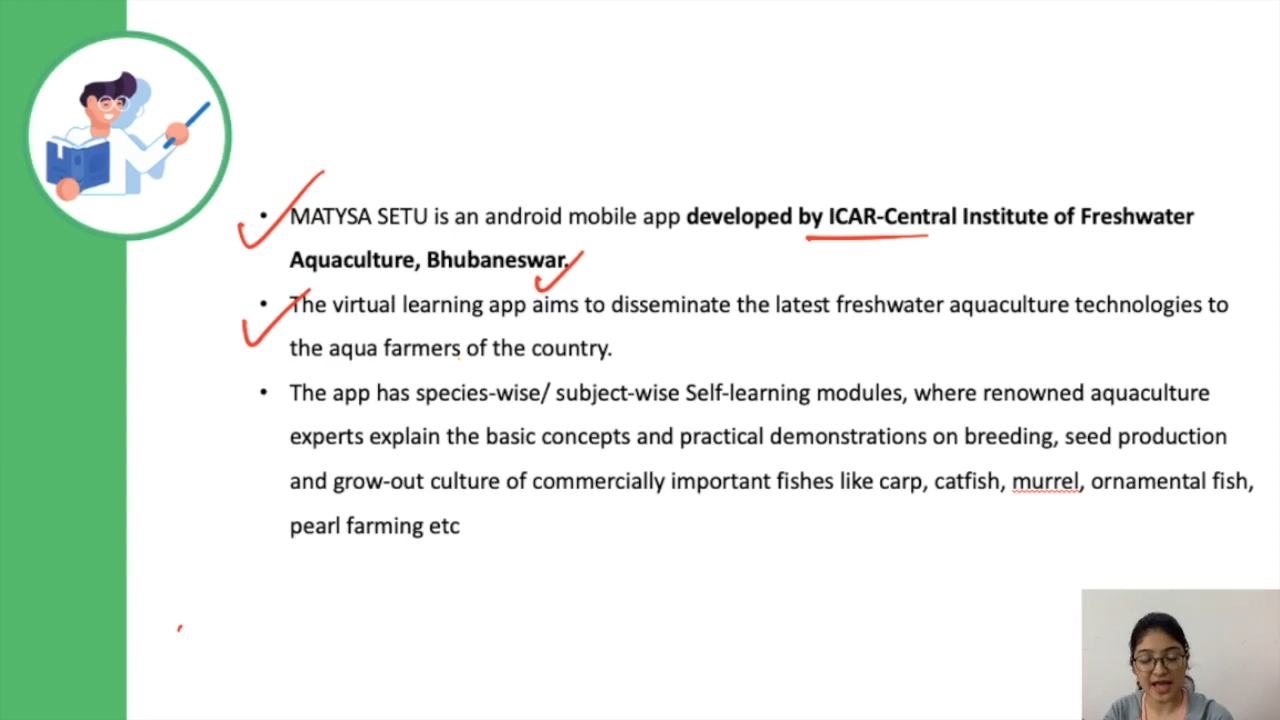 • MATYSA SETU is an android mobile app developed by ICAR-Central Institute of Freshwater
Aquaculture, Bhubaneswar.
• The virtual learning app aims to disseminate the latest freshwater aquaculture technologies to
the aqua farmers of the country.
• The app has species-wise/ subject-wise Self-learning modules, where renowned aquaculture
experts explain the basic concepts and practical demonstrations on breeding, seed production
and grow-out culture of commercially important fishes like carp, catfish, murrel, ornamental fish,
pearl farming etc